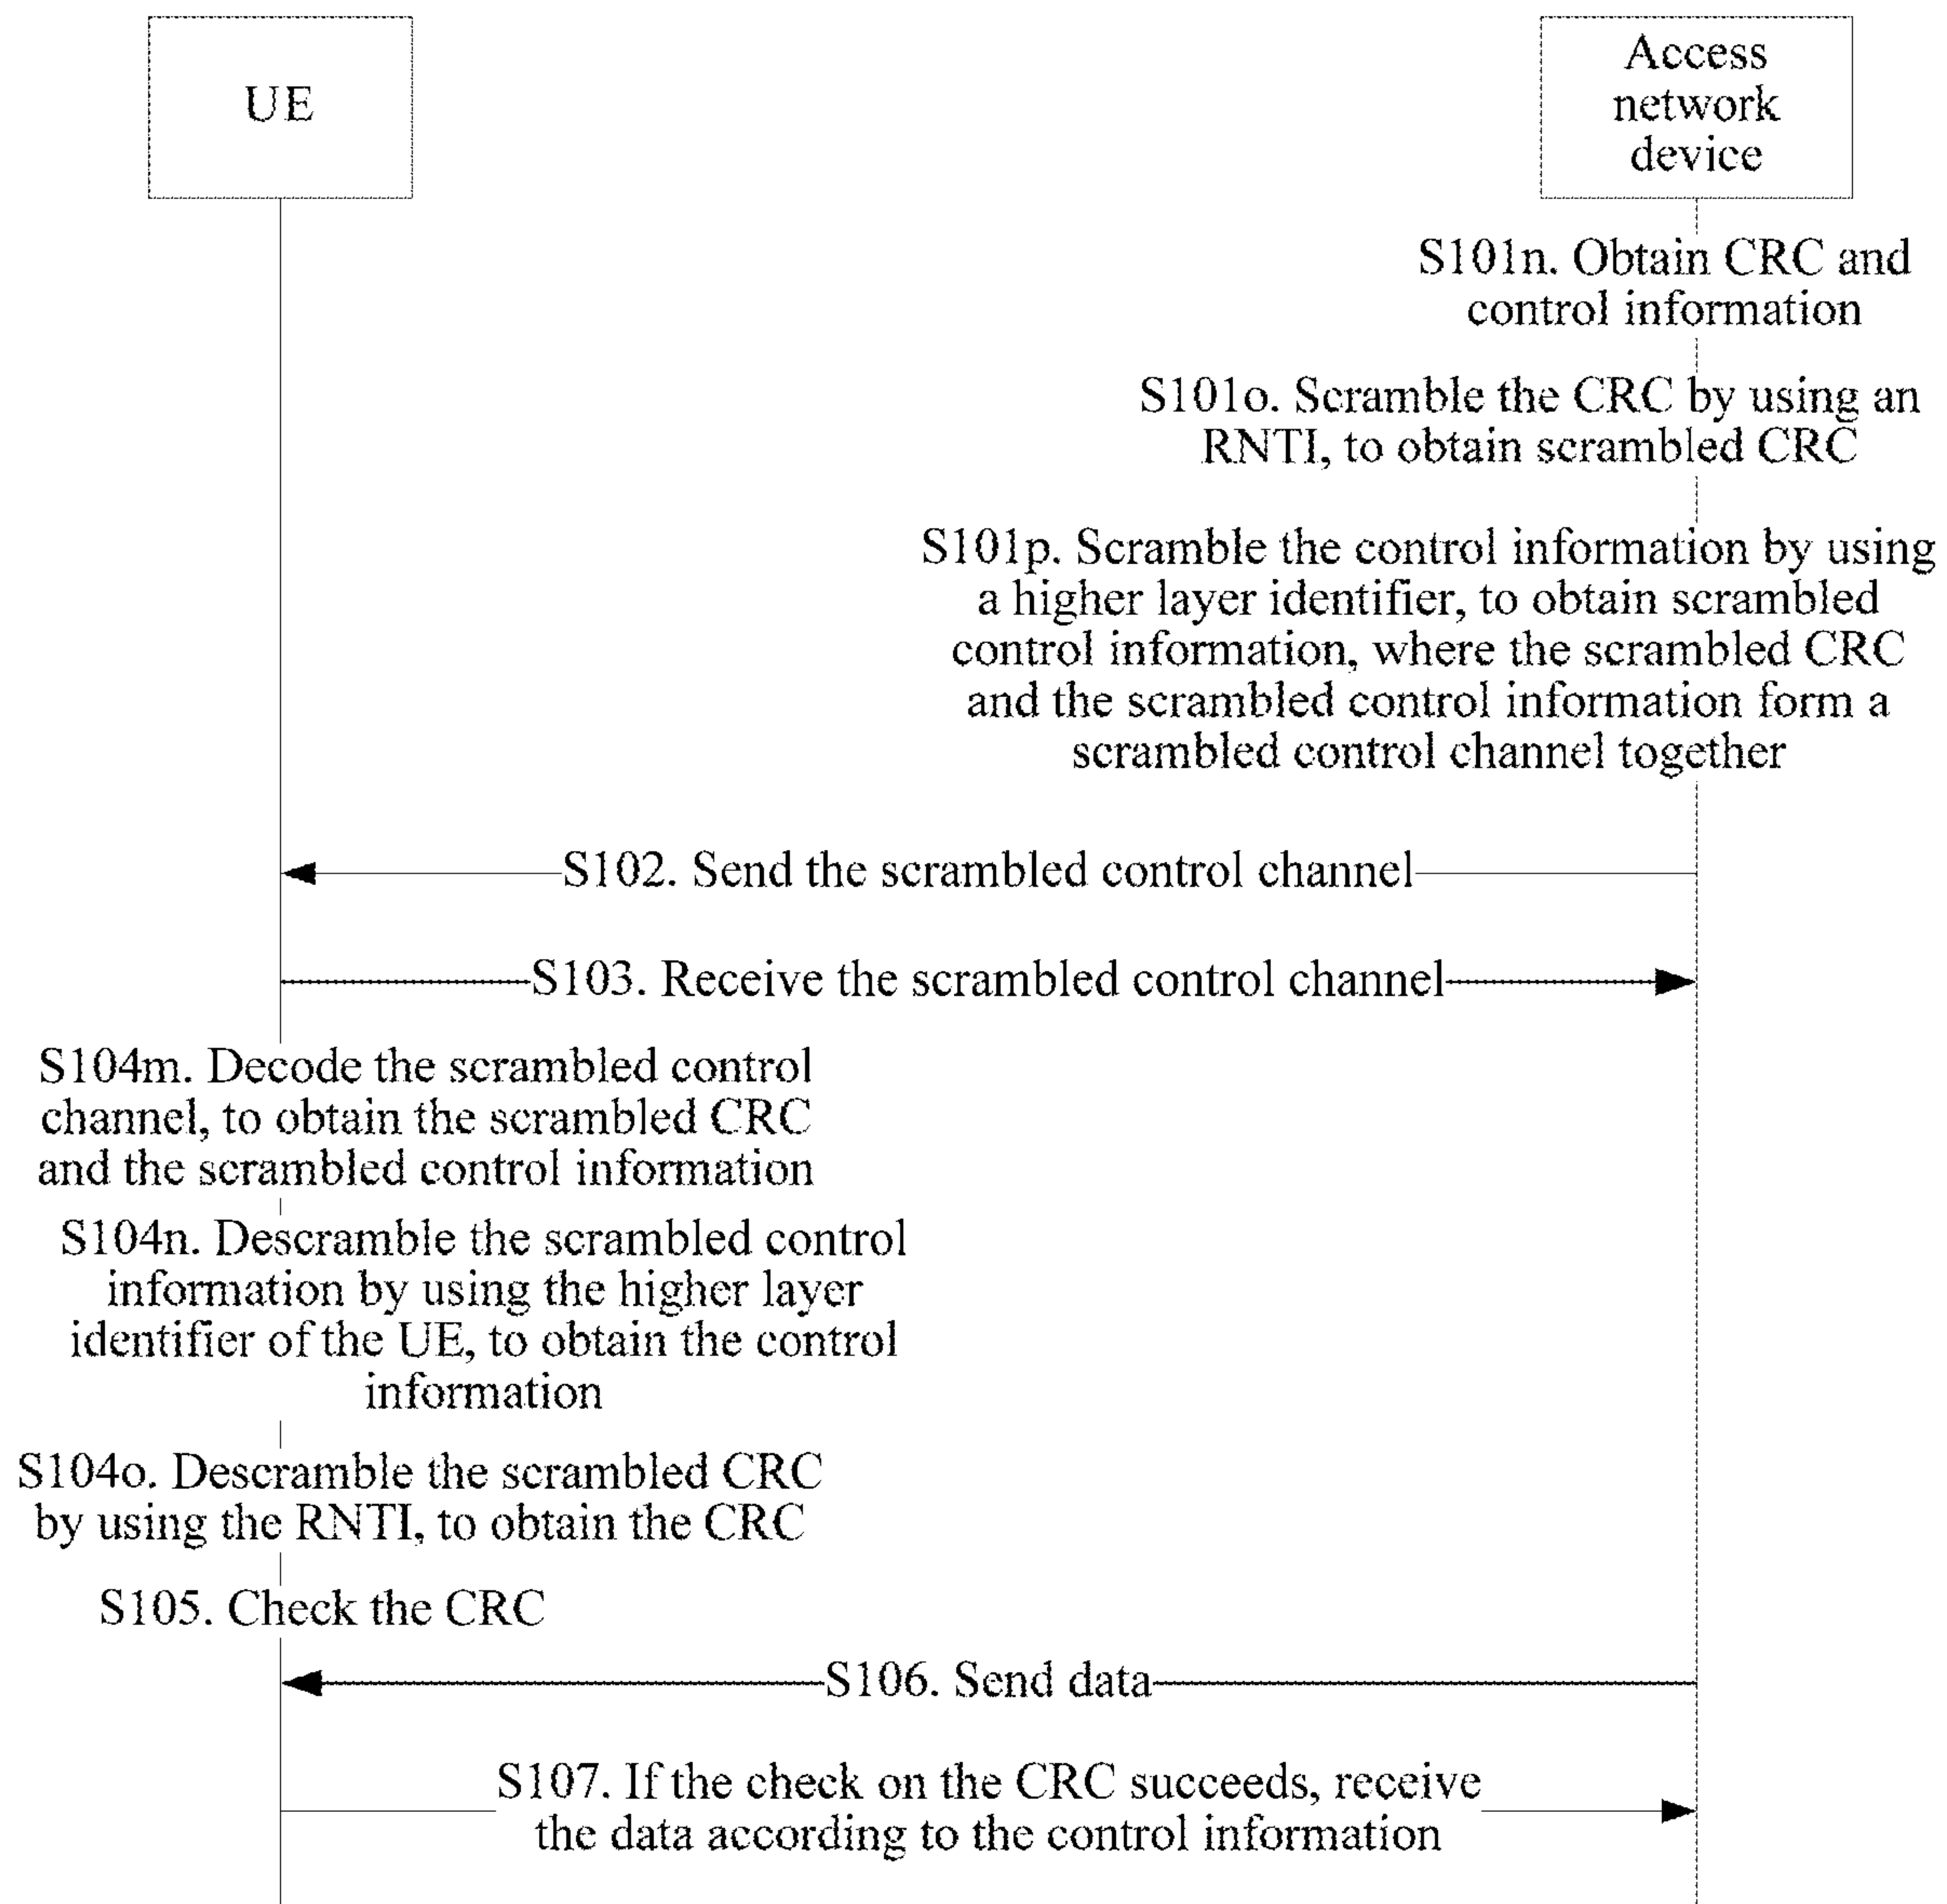 UE
Access
network
device
S101n. Obtain CRC and
control information
S101o. Scramble the CRC by using an
RNTI, to obtain scrambled CRC
S101p. Scramble the control information by using
a higher layer identifier, to obtain scrambled
control information, where the scrambled CRC
and the scrambled control information form a
scrambled control channel together
S102. Send the scrambled control channel
S103. Receive the scrambled control channel
S104m. Decode the scrambled control
channel, to obtain the scrambled CRC
and the scrambled control information
S104n. Descramble the scrambled control
information by using the higher layer
identifier of the UE, to obtain the control
information
S104o. Descramble the scrambled CRC
by using the RNTI, to obtain the CRC
S105. Check the CRC
S106. Send data
S107. If the check on the CRC succeeds, receive
the data according to the control information